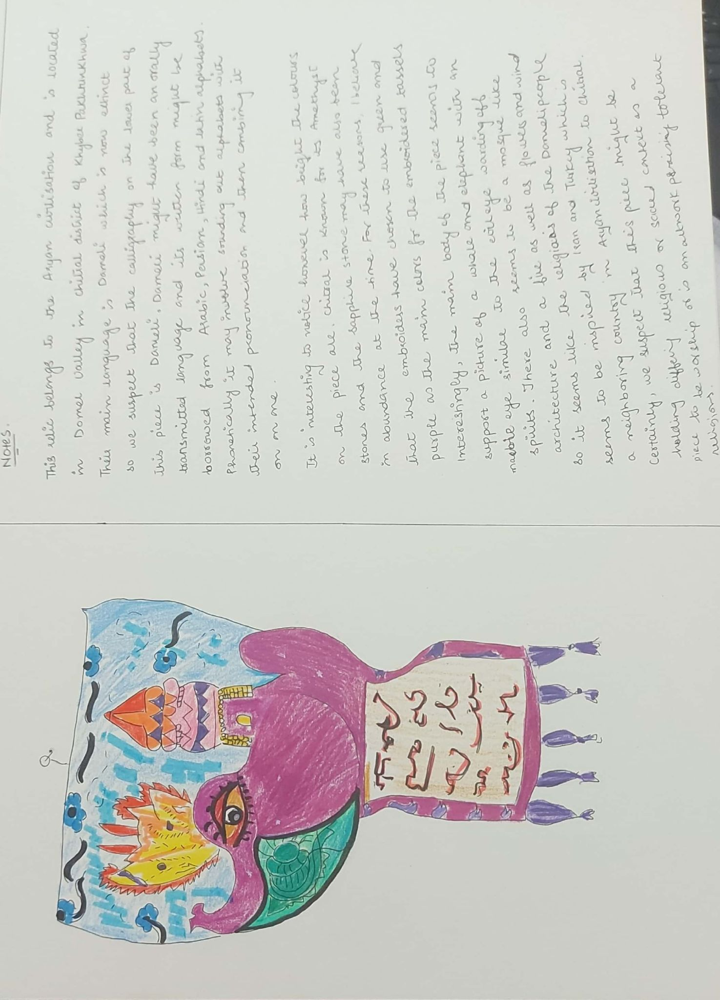 Notes.
This relic belongs to the Aryan civilisation and is located
in Domel Valley in chitral district of Khyber Pakhtunkhwa.
Their main language is Dameli which is now extinct
so we suspect that the calligraphy on the lower part of
this piece is Dameli. Dameli might have been an orally
transmitted language and its written form might be
borrowed from Arabic, Persian, Hindi and latin alphabets.
Phonetically it may involve sounding out alphabets with
their intended pronounciation and then combining it
on on one.
It is interesting to notice however how bright the colours
on the piece are. Chitral is known for its Amethyst
stones and the sapphire stone may have also been
in abundance at the time. For these reasons, I believe
that the embroiders have chosen to use green and
purple as the main colors for the embroidered tassels
Interestingly, the main body of the piece seems to
support a picture of a whale and elephant with an
marble eye similar to the evil eye warding off
spirits. There also seems to be a mosque like
architecture and a fire as well as flowers and wind
so it seems like the religions of the Dameli people
seems to be inspired by Iran and Turkey which is
a neighboring country in Aryan civilisation to chitral.
Certainly, we suspect that this piece might be
holding differing religious or sacred context as a
piece to be worship or is an artwork praising tolerant
religions.